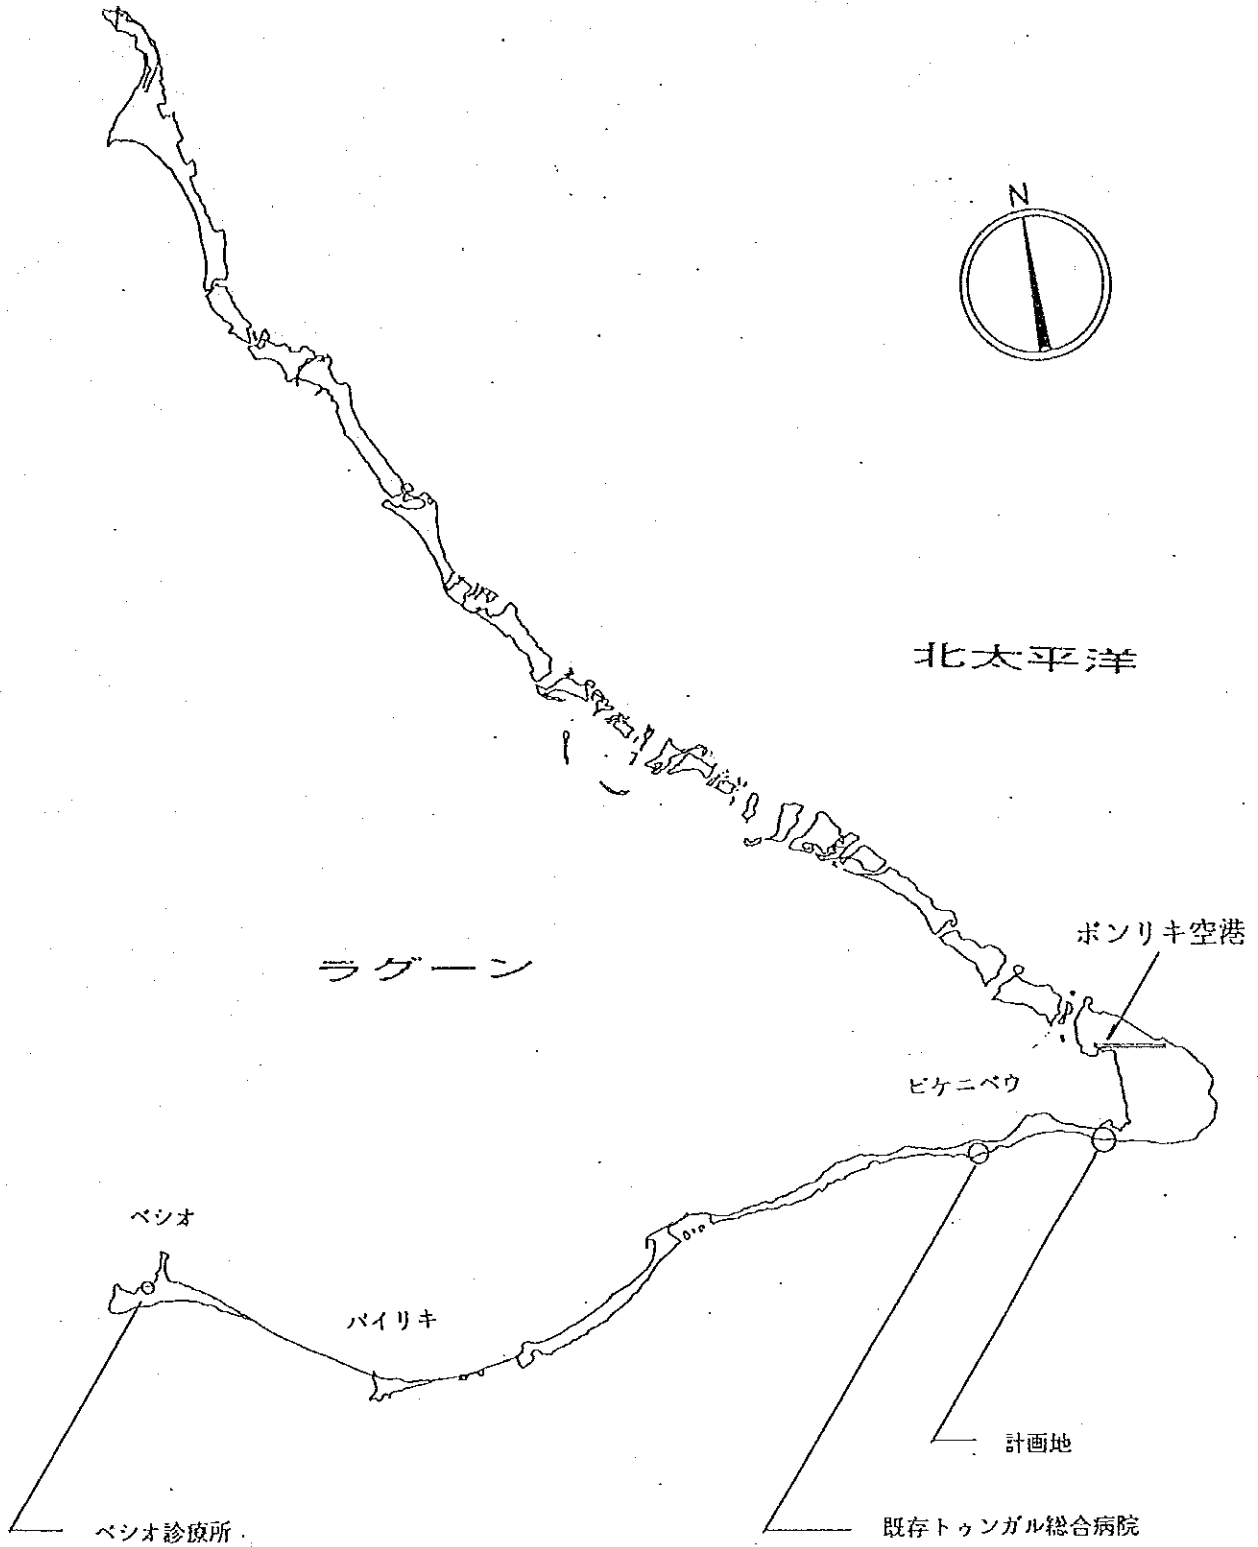 N
北太平洋
ボンリキ空港
ラグーン
ビケニベウ
ベシオ
バイリキ
計画地
ベシオ診療所
既存トゥンガル総合病院